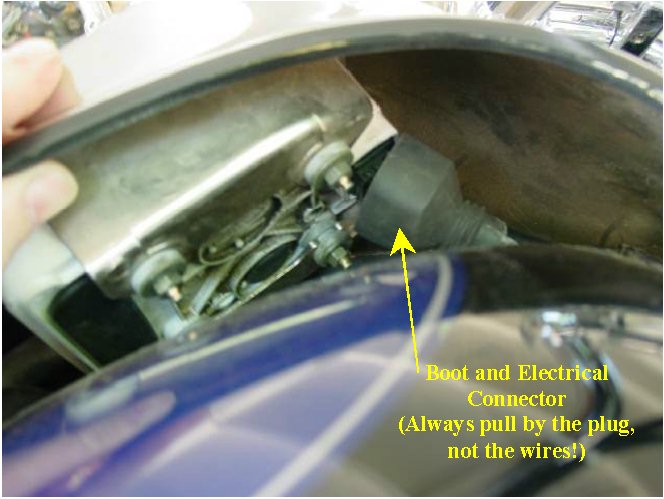 Boot and Electrical
Connector
(Always pull by the plug,
not the wires!)